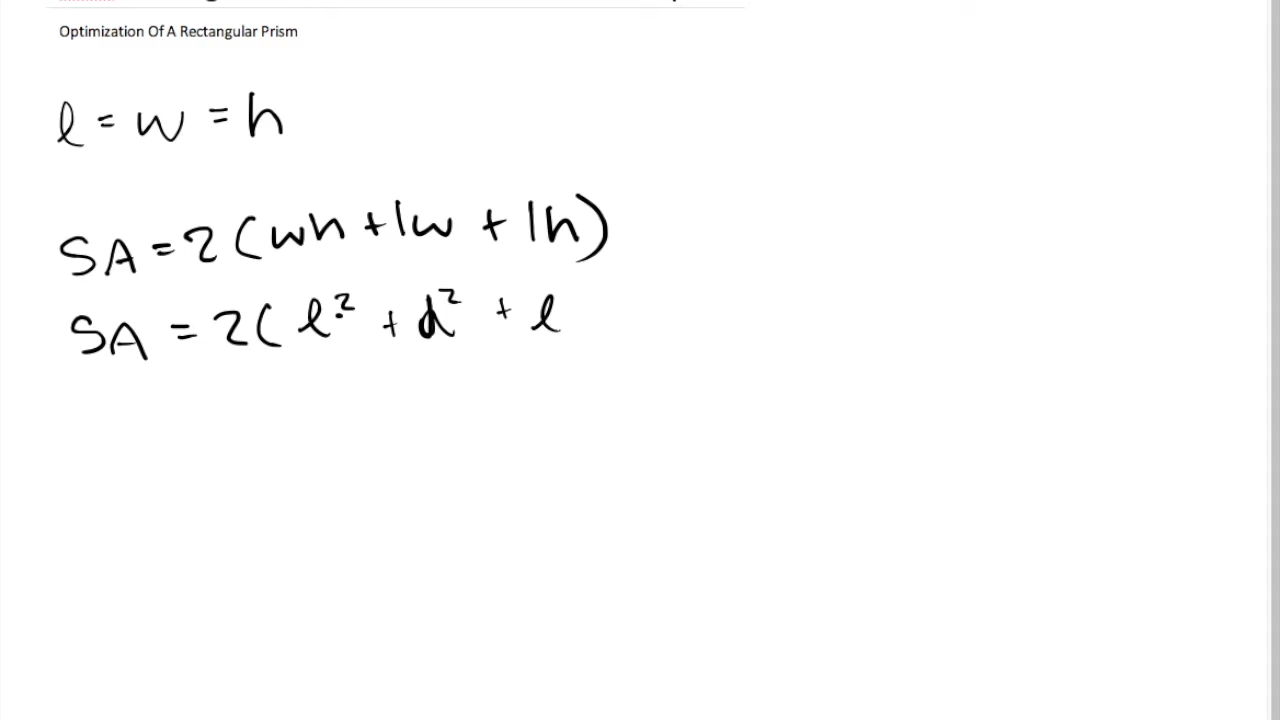 Optimization Of A Rectangular Prism
l = w = h
SA = 2(wh + lw + lh)
SA = 2( l² + l² + l